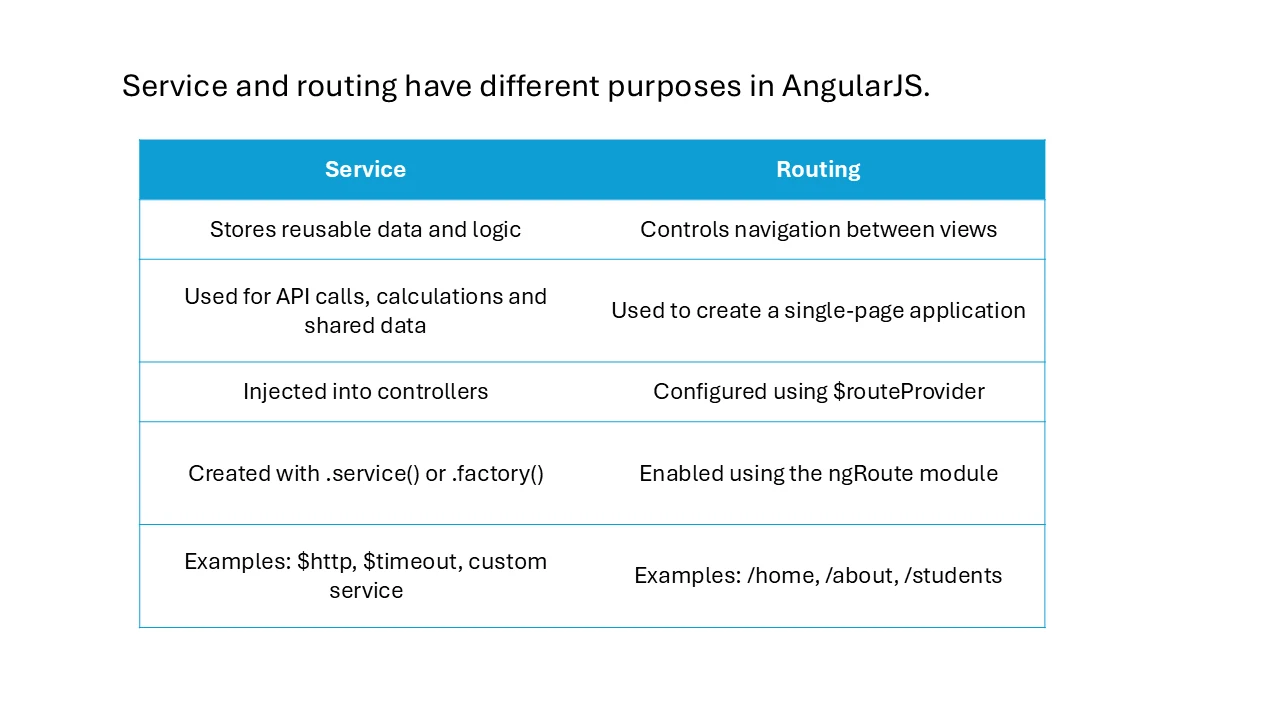 Service and routing have different purposes in AngularJS.
Service
Routing
Stores reusable data and logic
Controls navigation between views
Used for API calls, calculations and
shared data
Used to create a single-page application
Injected into controllers
Configured using $routeProvider
Created with .service() or .factory()
Enabled using the ngRoute module
Examples: $http, $timeout, custom
service
Examples: /home, /about, /students